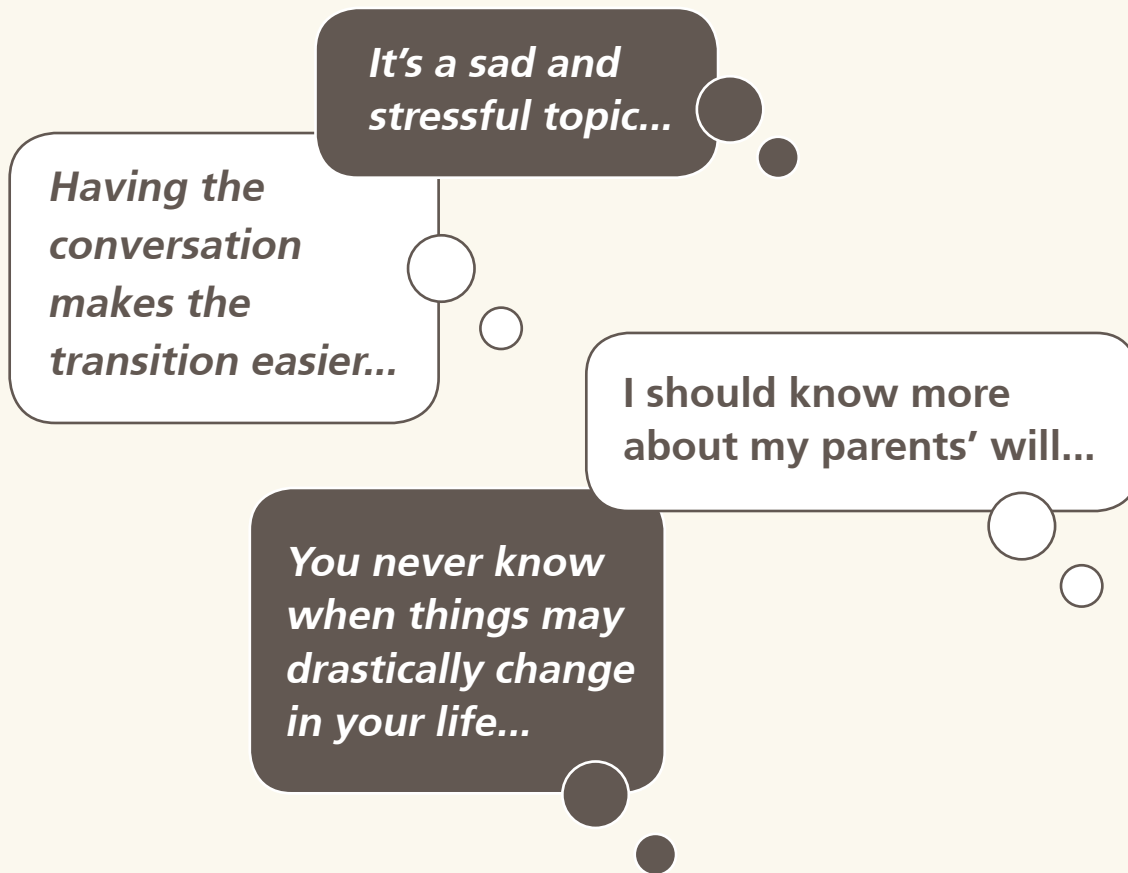 It’s a sad and
stressful topic...
Having the
conversation
makes the
transition easier...
I should know more
about my parents’ will...
You never know
when things may
drastically change
in your life...